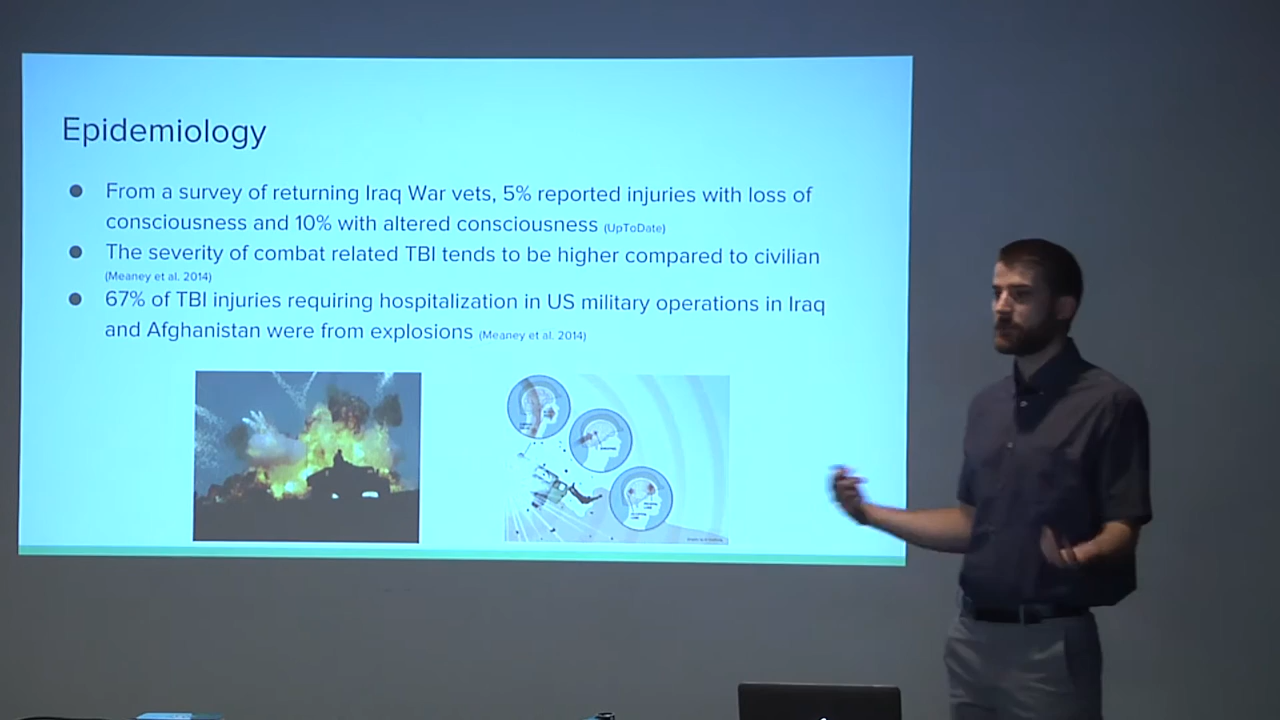 Epidemiology
From a survey of returning Iraq War vets, 5% reported injuries with loss of
consciousness and 10% with altered consciousness (UpToDate)
The severity of combat related TBI tends to be higher compared to civilian
(Meaney et al. 2014)
67% of TBI injuries requiring hospitalization in US military operations in Iraq
and Afghanistan were from explosions (Meaney et al. 2014)